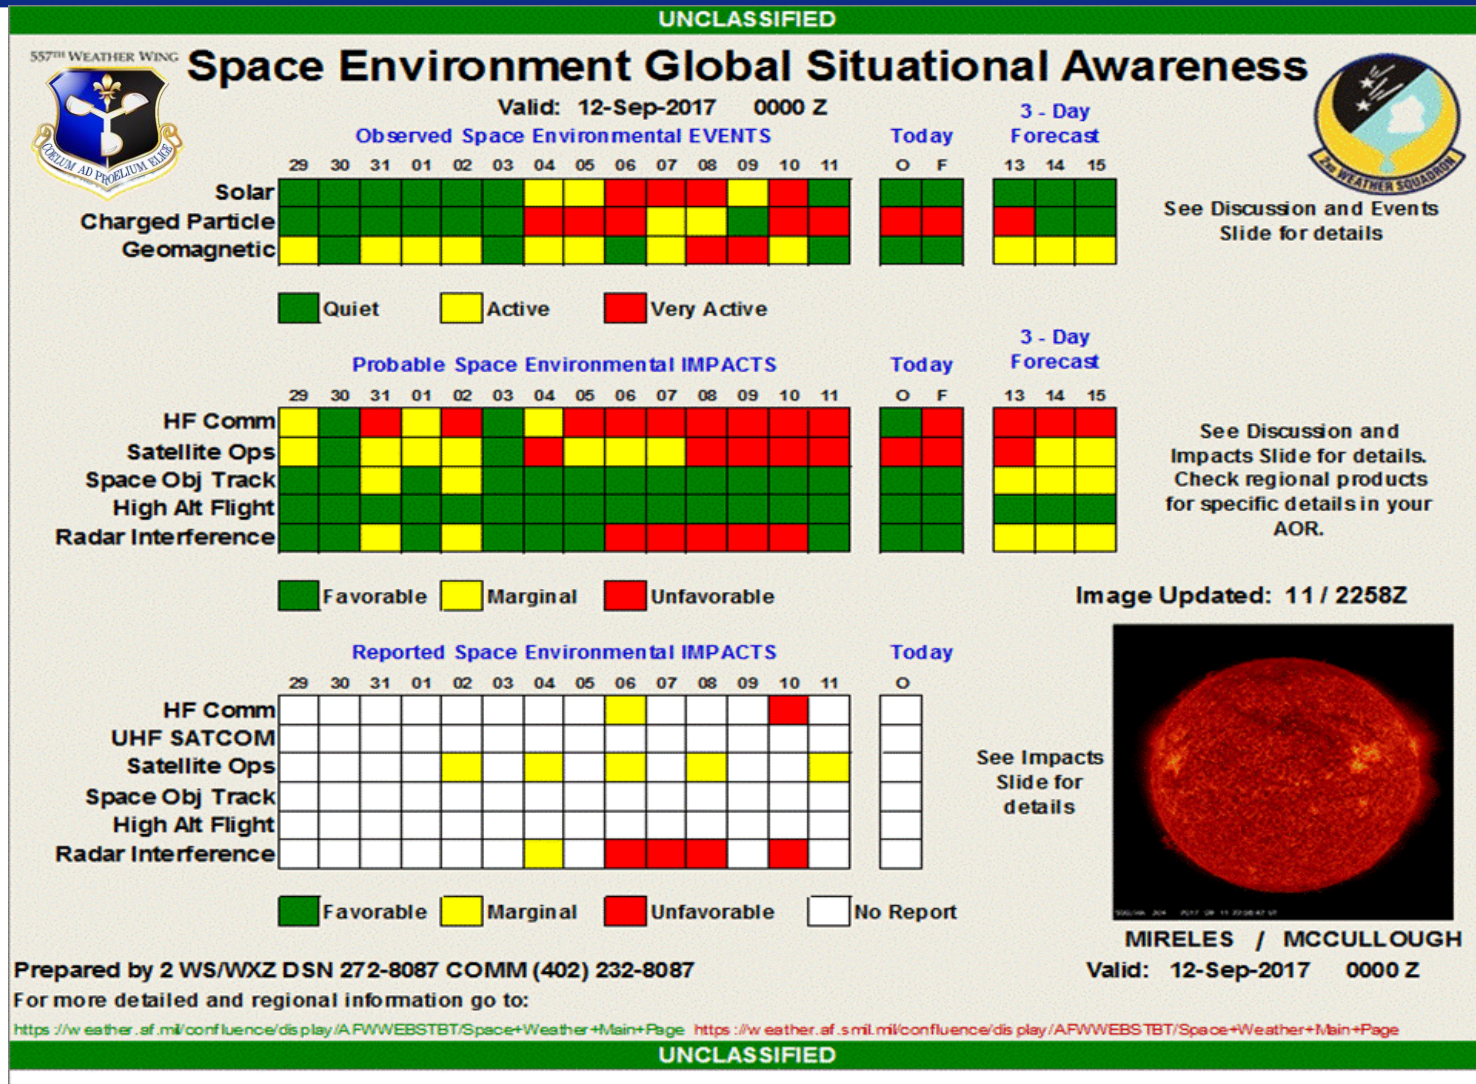 UNCLASSIFIED
557TH WEATHER WING
COELUM AD PROELIUM ELIGE
Space Environment Global Situational Awareness
2ND WEATHER SQUADRON
Valid: 12-Sep-2017 0000 Z
Observed Space Environmental EVENTS
Today
3 - Day
Forecast
29 30 31 01 02 03 04 05 06 07 08 09 10 11 O F 13 14 15
Solar
Charged Particle
Geomagnetic
See Discussion and Events
Slide for details
Quiet Active Very Active
Probable Space Environmental IMPACTS
Today
3 - Day
Forecast
29 30 31 01 02 03 04 05 06 07 08 09 10 11 O F 13 14 15
HF Comm
Satellite Ops
Space Obj Track
High Alt Flight
Radar Interference
See Discussion and
Impacts Slide for details.
Check regional products
for specific details in your
AOR.
Favorable Marginal Unfavorable
Image Updated: 11 / 2258Z
Reported Space Environmental IMPACTS
Today
29 30 31 01 02 03 04 05 06 07 08 09 10 11 O
HF Comm
UHF SATCOM
Satellite Ops
Space Obj Track
High Alt Flight
Radar Interference
See Impacts
Slide for
details
Favorable Marginal Unfavorable No Report
MIRELES / MCCULLOUGH
Valid: 12-Sep-2017 0000 Z
Prepared by 2 WS/WXZ DSN 272-8087 COMM (402) 232-8087
For more detailed and regional information go to:
https://weather.af.mil/confluence/display/AFWWEBSTBT/Space+Weather+Main+Page https://weather.af.smil.mil/confluence/display/AFWWEBSTBT/Space+Weather+Main+Page
UNCLASSIFIED